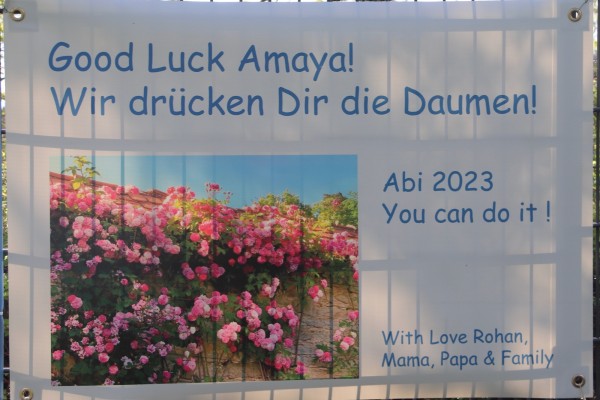 Good Luck Amaya!
Wir drücken Dir die Daumen!
Abi 2023
You can do it !
With Love Rohan,
Mama, Papa & Family